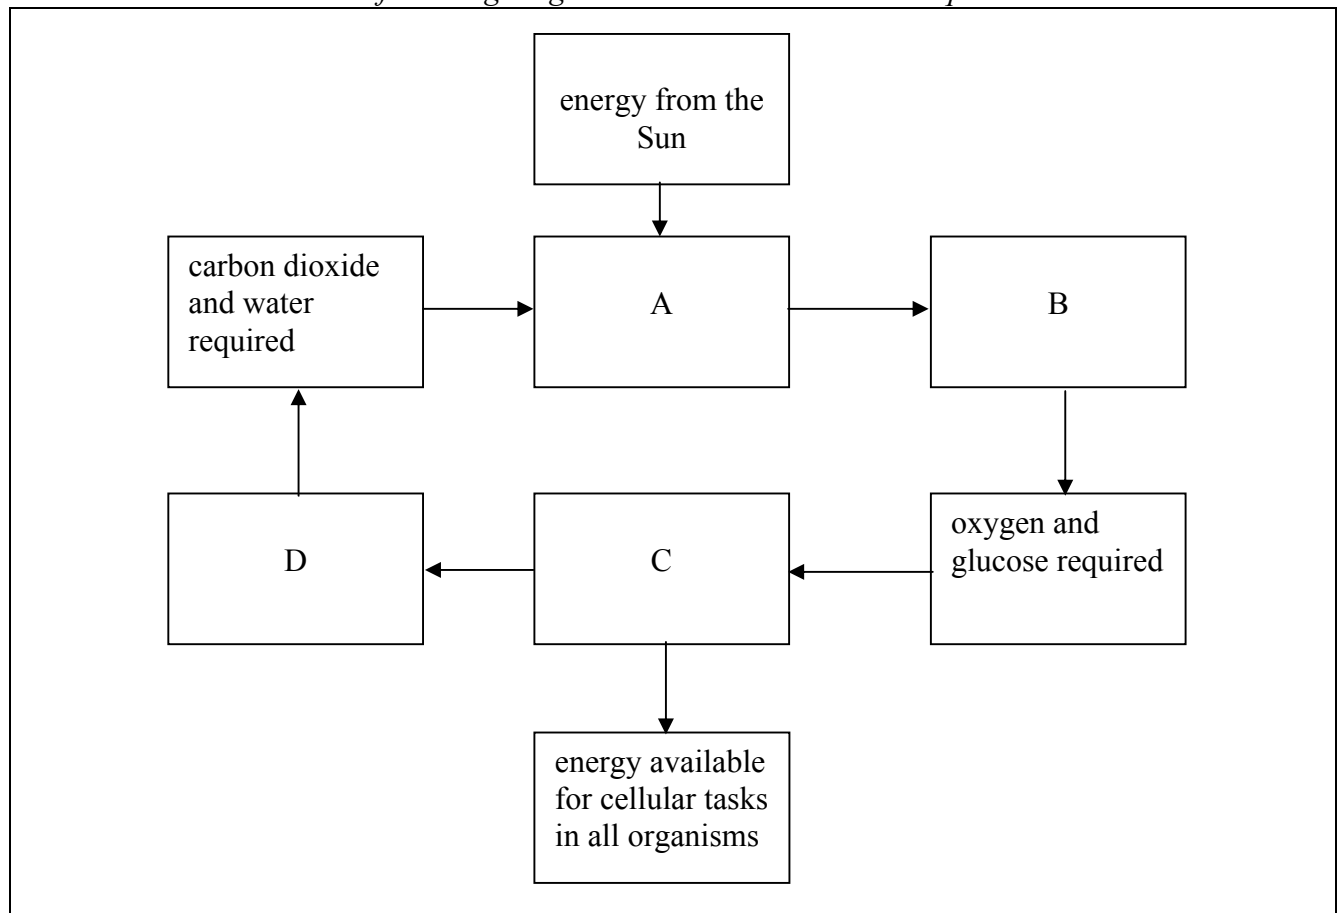 energy from the
Sun
carbon dioxide
and water
required
A
B
D
C
oxygen and
glucose required
energy available
for cellular tasks
in all organisms